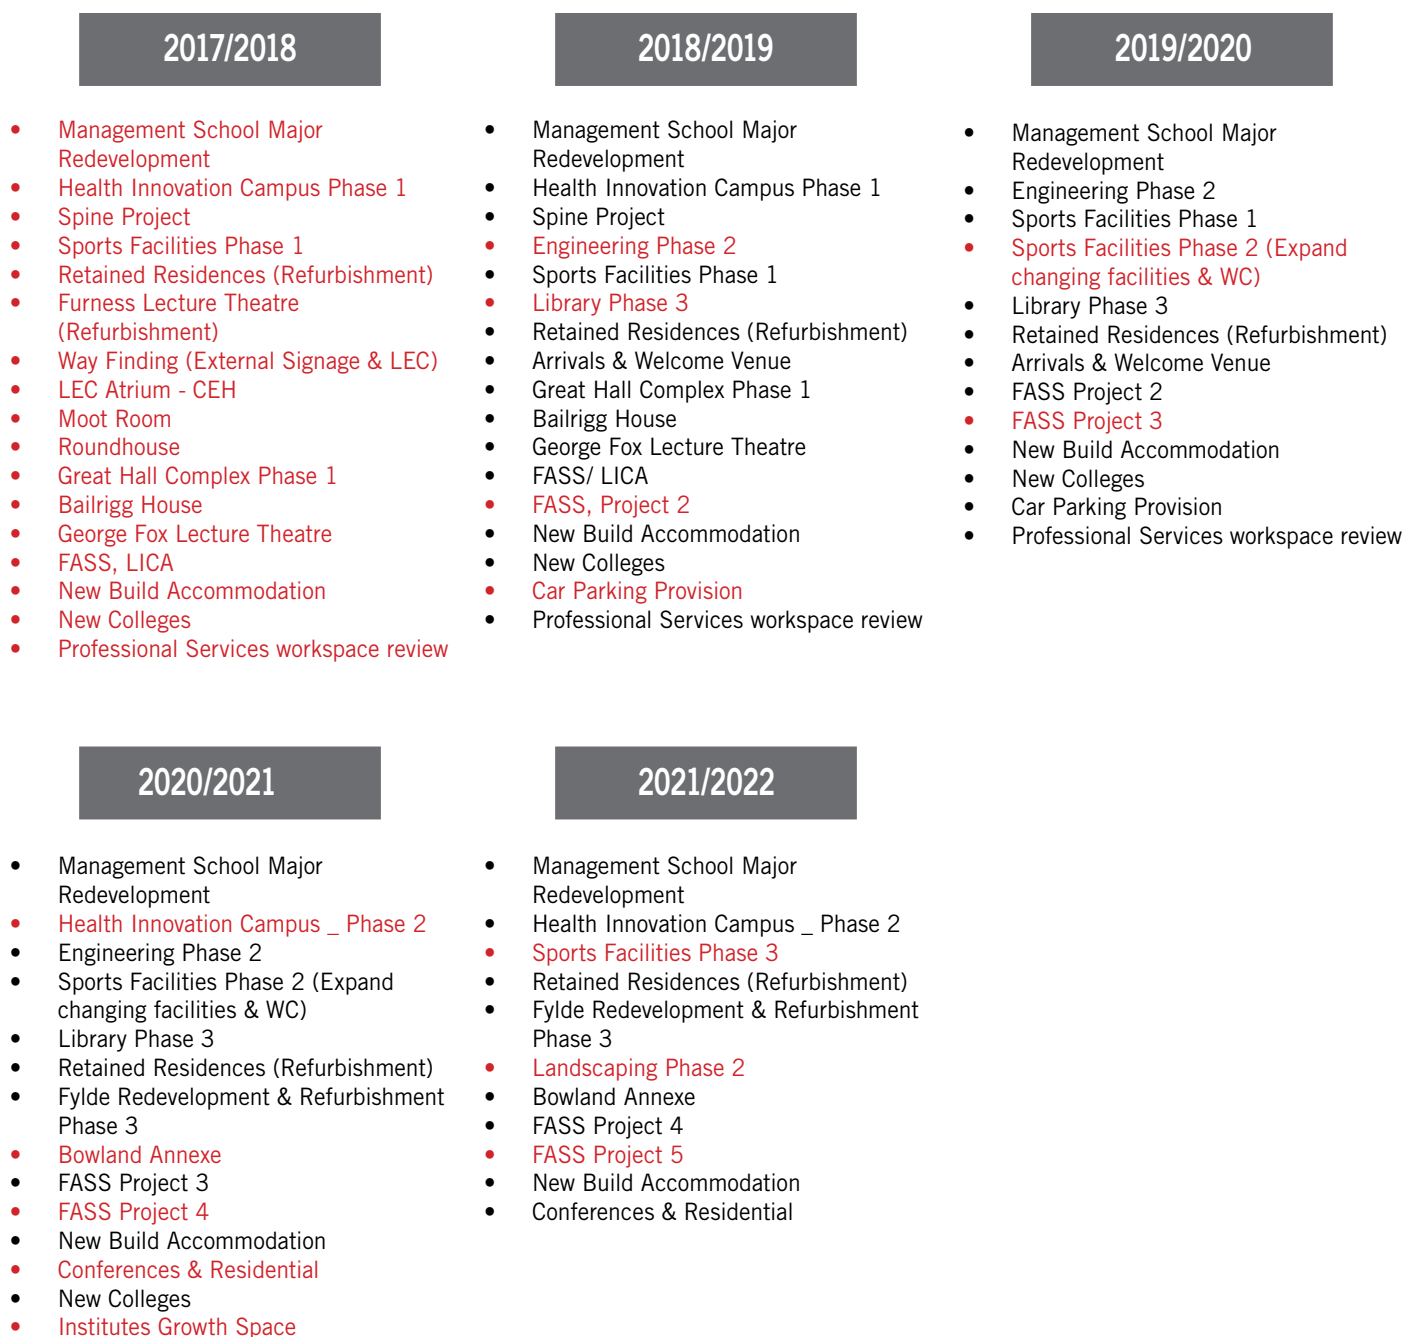 2017/2018
• Management School Major
Redevelopment
• Health Innovation Campus Phase 1
• Spine Project
• Sports Facilities Phase 1
• Retained Residences (Refurbishment)
• Furness Lecture Theatre
(Refurbishment)
• Way Finding (External Signage & LEC)
• LEC Atrium - CEH
• Moot Room
• Roundhouse
• Great Hall Complex Phase 1
• Bailrigg House
• George Fox Lecture Theatre
• FASS, LICA
• New Build Accommodation
• New Colleges
• Professional Services workspace review
2018/2019
• Management School Major
Redevelopment
• Health Innovation Campus Phase 1
• Spine Project
• Engineering Phase 2
• Sports Facilities Phase 1
• Library Phase 3
• Retained Residences (Refurbishment)
• Arrivals & Welcome Venue
• Great Hall Complex Phase 1
• Bailrigg House
• George Fox Lecture Theatre
• FASS/ LICA
• FASS, Project 2
• New Build Accommodation
• New Colleges
• Car Parking Provision
• Professional Services workspace review
2019/2020
• Management School Major
Redevelopment
• Engineering Phase 2
• Sports Facilities Phase 1
• Sports Facilities Phase 2 (Expand
changing facilities & WC)
• Library Phase 3
• Retained Residences (Refurbishment)
• Arrivals & Welcome Venue
• FASS Project 2
• FASS Project 3
• New Build Accommodation
• New Colleges
• Car Parking Provision
• Professional Services workspace review
2020/2021
• Management School Major
Redevelopment
• Health Innovation Campus _ Phase 2
• Engineering Phase 2
• Sports Facilities Phase 2 (Expand
changing facilities & WC)
• Library Phase 3
• Retained Residences (Refurbishment)
• Fylde Redevelopment & Refurbishment
Phase 3
• Bowland Annexe
• FASS Project 3
• FASS Project 4
• New Build Accommodation
• Conferences & Residential
• New Colleges
• Institutes Growth Space
2021/2022
• Management School Major
Redevelopment
• Health Innovation Campus _ Phase 2
• Sports Facilities Phase 3
• Retained Residences (Refurbishment)
• Fylde Redevelopment & Refurbishment
Phase 3
• Landscaping Phase 2
• Bowland Annexe
• FASS Project 4
• FASS Project 5
• New Build Accommodation
• Conferences & Residential